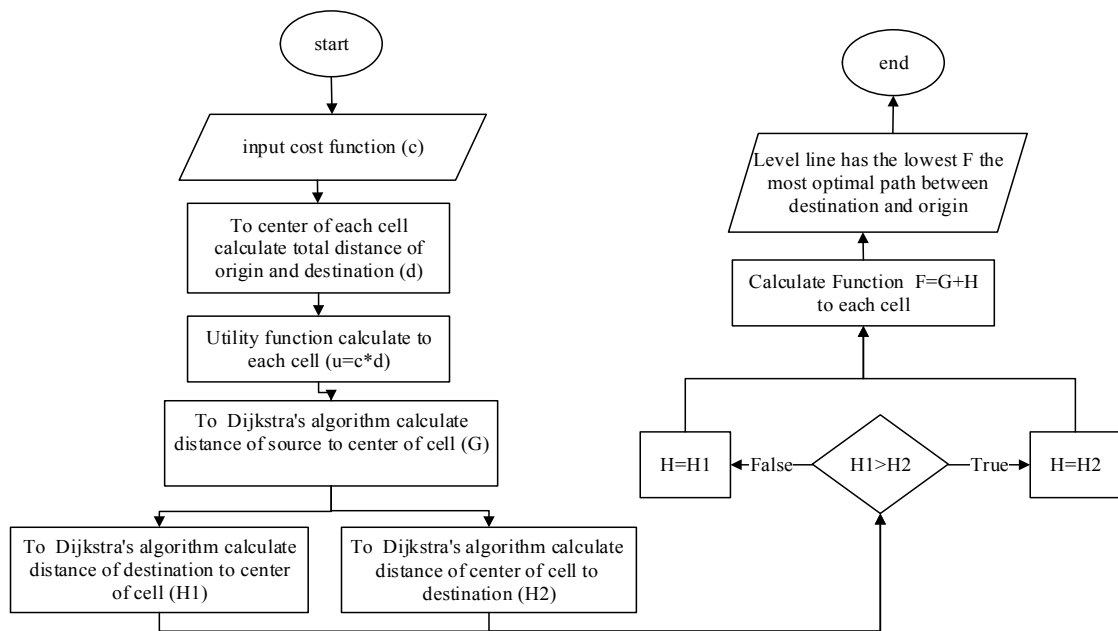 start
input cost function (c)
To center of each cell
calculate total distance of
origin and destination (d)
Utility function calculate to
each cell (u=c*d)
To Dijkstra's algorithm calculate
distance of source to center of cell (G)
To Dijkstra's algorithm calculate
distance of destination to center
of cell (H1)
To Dijkstra's algorithm calculate
distance of center of cell to
destination (H2)
H1>H2
False
True
H=H1
H=H2
Calculate Function F=G+H
to each cell
Level line has the lowest F the
most optimal path between
destination and origin
end